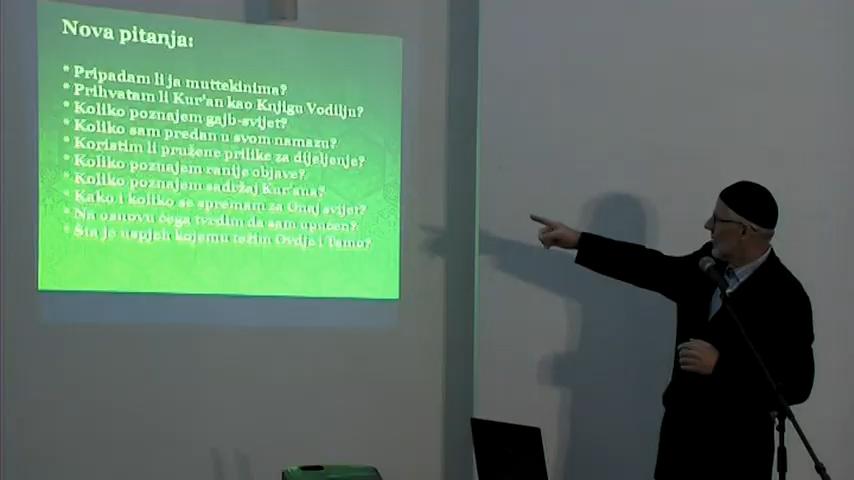 Nova pitanja:
* Pripadam li ja muttekinima?
* Prihvatam li Kur'an kao Knjigu Vodilju?
* Koliko poznajem gajb-svijet?
* Koliko sam predan u svom namazu?
* Koristim li pružene prilike za dijeljenje?
* Koliko poznajem ranije objave?
* Koliko poznajem sadržaj Kur'ana?
* Kako i koliko se spremam za Onaj svijet?
* Na osnovu čega tvrdim da sam upućen?
* Šta je uspjeh kojemu težim Ovdje i Tamo?